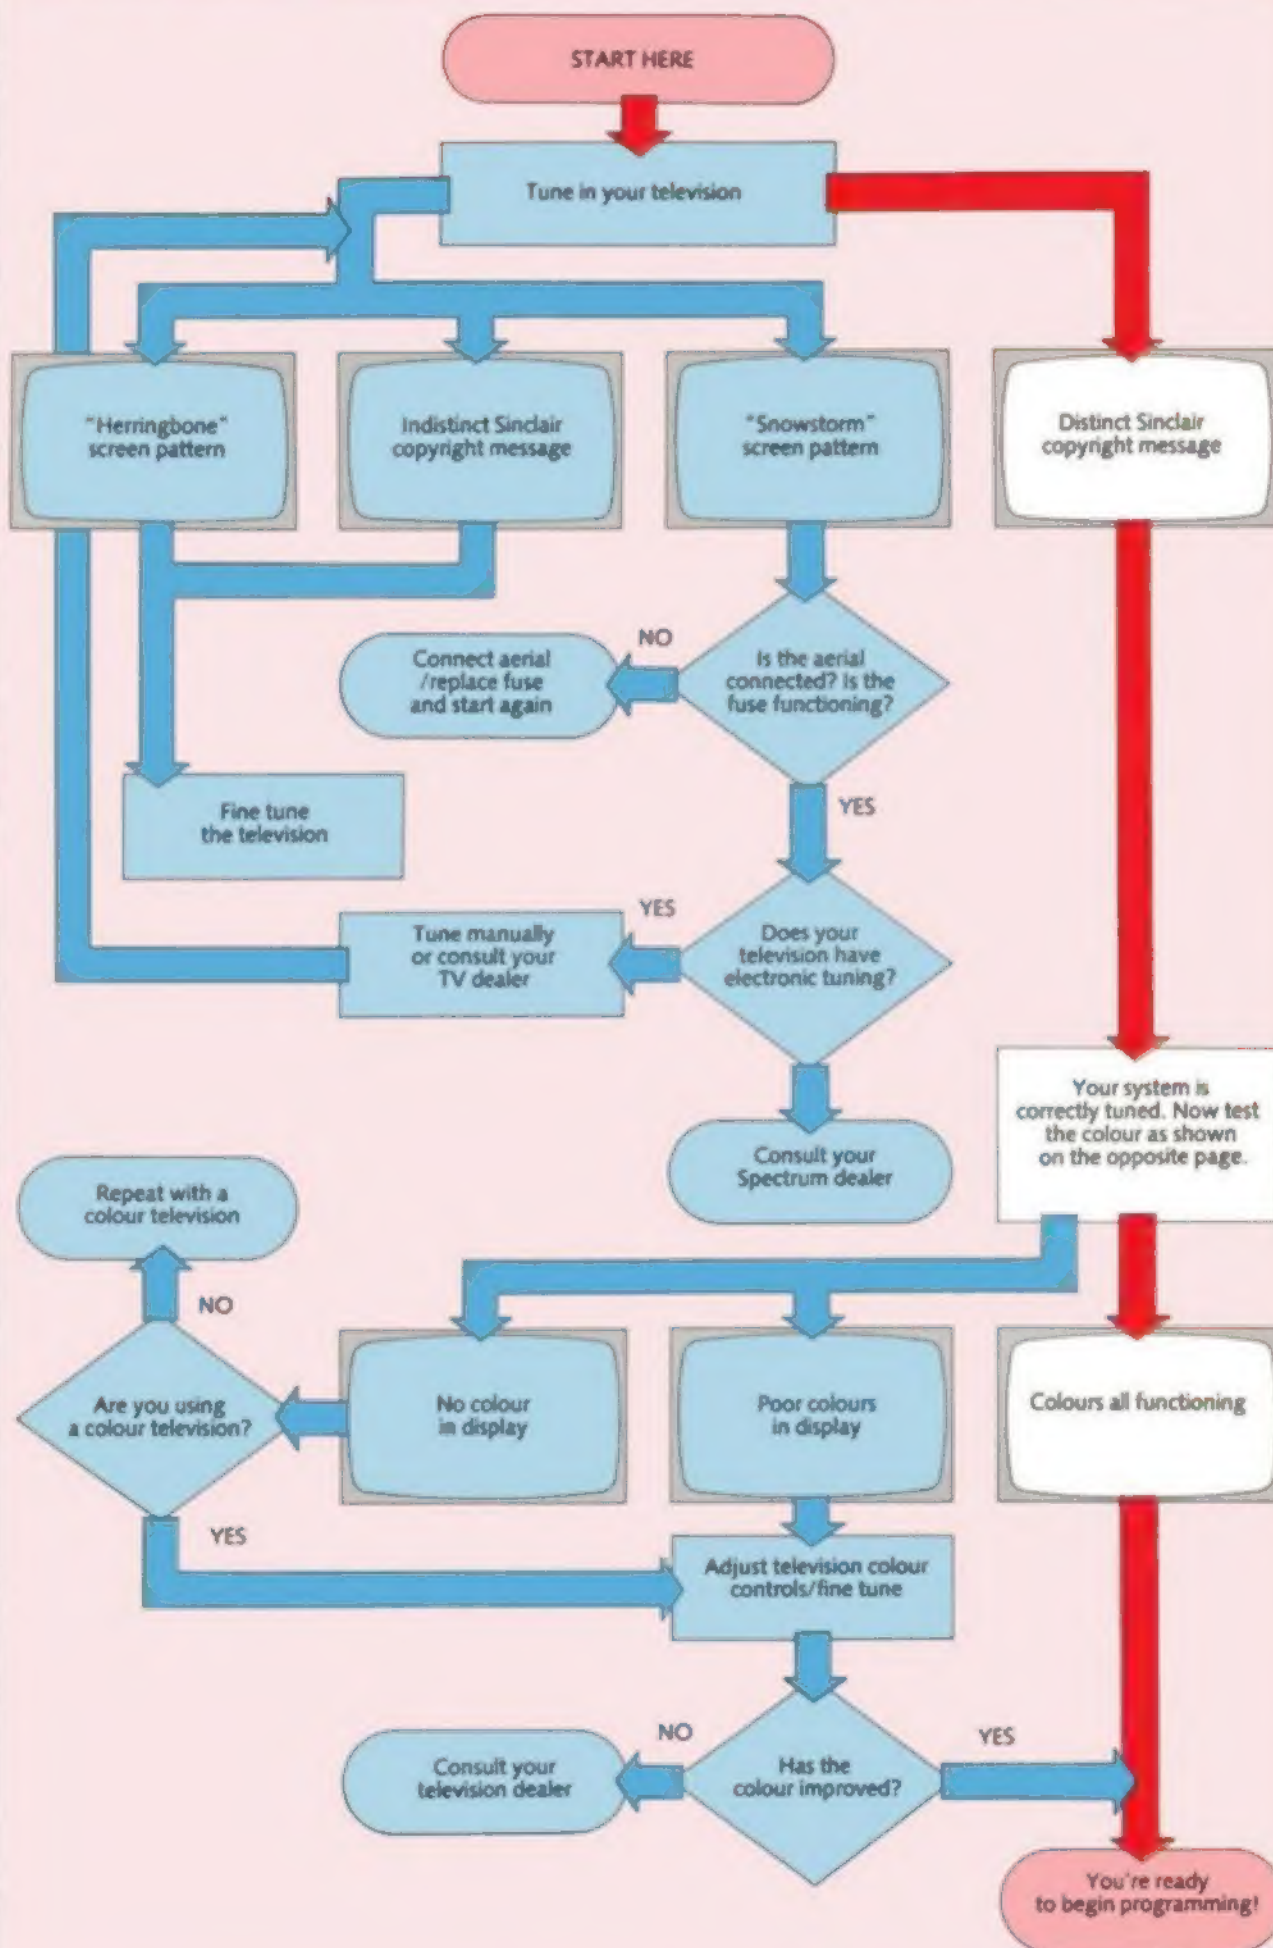 START HERE
Tune in your television
"Herringbone"
screen pattern
Indistinct Sinclair
copyright message
"Snowstorm"
screen pattern
Distinct Sinclair
copyright message
NO
Connect aerial
/replace fuse
and start again
Is the aerial
connected? Is the
fuse functioning?
YES
Fine tune
the television
YES
Tune manually
or consult your
TV dealer
Does your
television have
electronic tuning?
Your system is
correctly tuned. Now test
the colour as shown
on the opposite page.
Consult your
Spectrum dealer
Repeat with a
colour television
NO
Are you using
a colour television?
No colour
in display
Poor colours
in display
Colours all functioning
YES
Adjust television colour
controls/fine tune
NO
YES
Consult your
television dealer
Has the
colour improved?
You're ready
to begin programming!